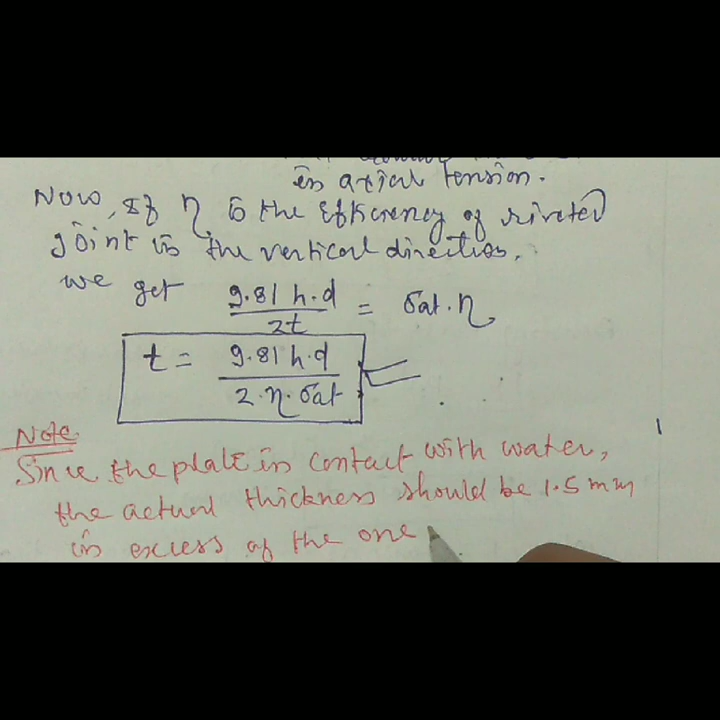 in axial tension.
Now, if η is the efficiency of riveted
joint in the vertical direction,
we get 9.81 h.d / 2t = σat.η
t = 9.81 h.d / 2.η.σat
Note
Since the plate in contact with water,
the actual thickness should be 1.5mm
in excess of the one